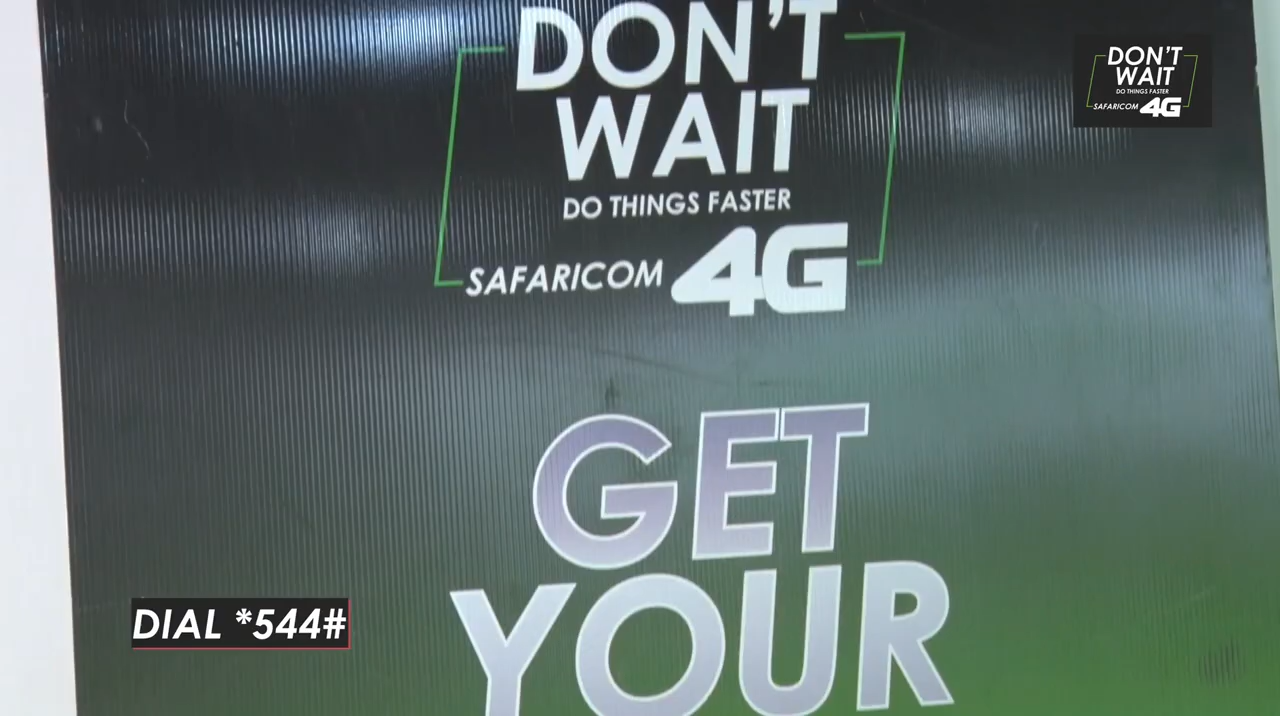 DON'T
WAIT
DO THINGS FASTER
SAFARICOM 4G
DON'T
WAIT
DO THINGS FASTER
SAFARICOM 4G
GET
YOUR
DIAL *544#